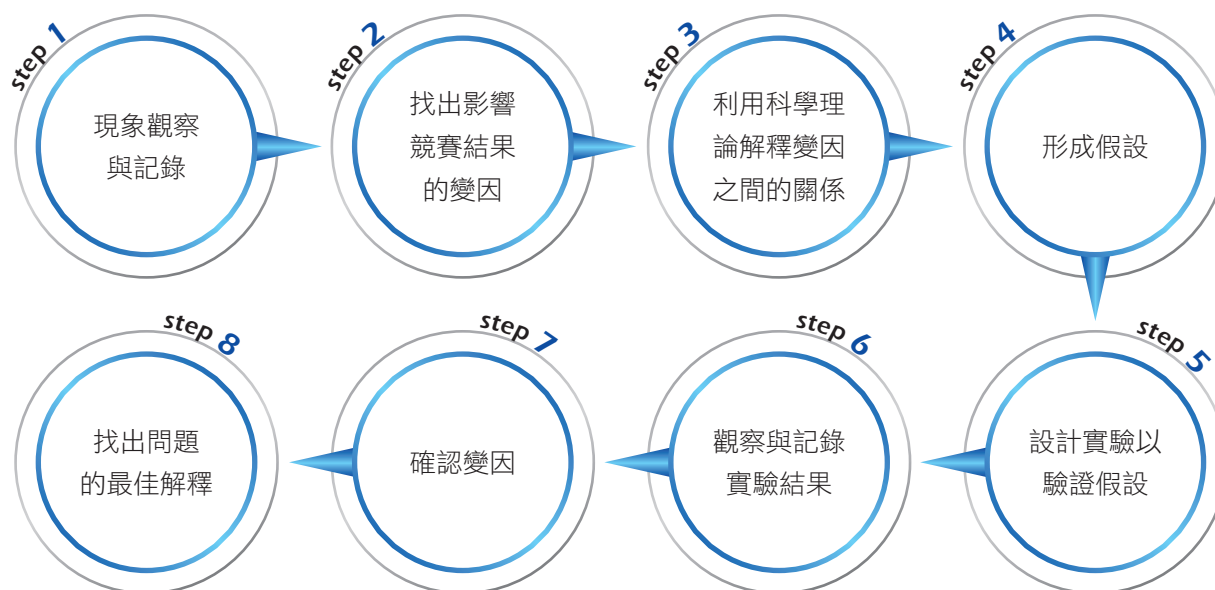 step 1
現象觀察
與記錄
step 2
找出影響
競賽結果
的變因
step 3
利用科學理
論解釋變因
之間的關係
step 4
形成假設
step 5
設計實驗以
驗證假設
step 6
觀察與記錄
實驗結果
step 7
確認變因
step 8
找出問題
的最佳解釋